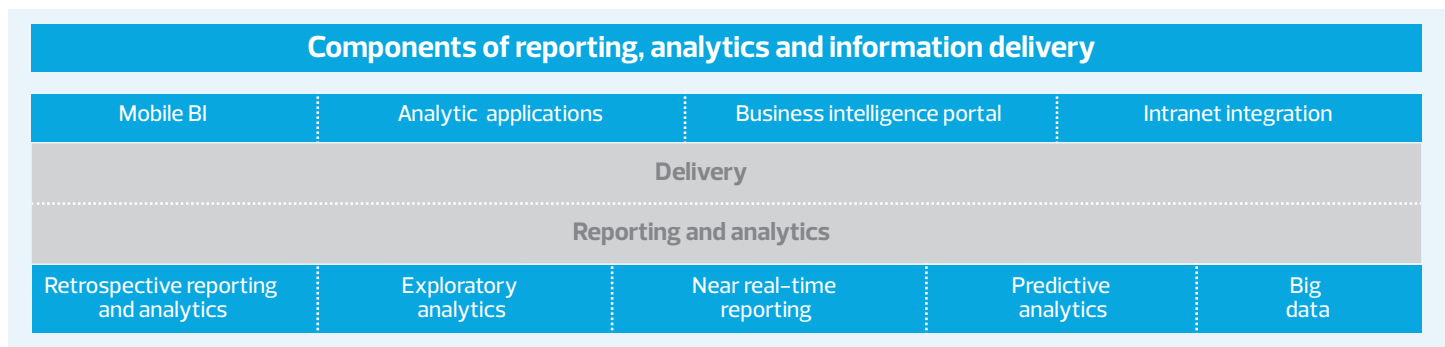 Components of reporting, analytics and information delivery
Mobile BI
Analytic applications
Business intelligence portal
Intranet integration
Delivery
Reporting and analytics
Retrospective reporting
and analytics
Exploratory
analytics
Near real-time
reporting
Predictive
analytics
Big
data